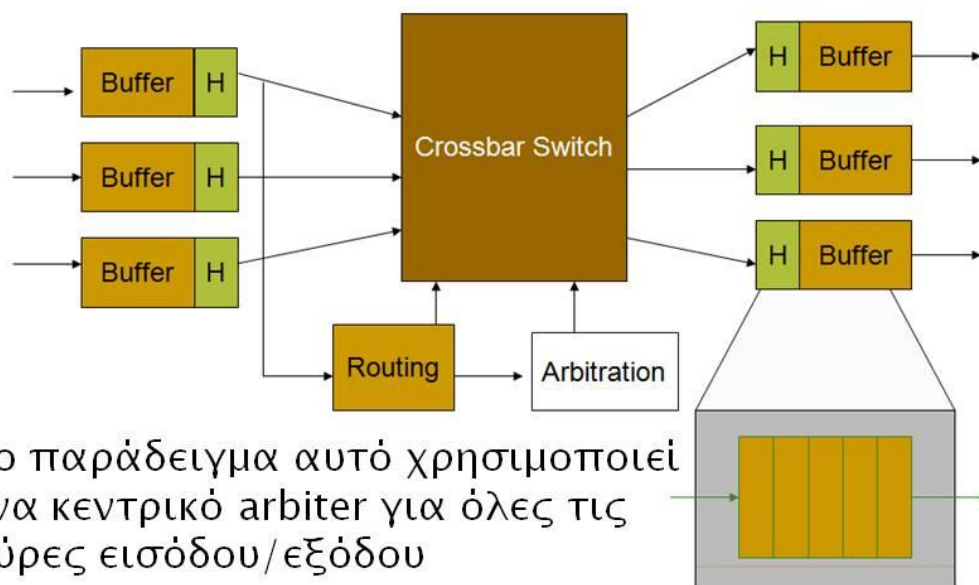 Buffer H
H Buffer
Crossbar Switch
Buffer H
H Buffer
Buffer H
H Buffer
Routing
Arbitration
ο παράδειγμα αυτό χρησιμοποιεί
να κεντρικό arbiter για όλες τις
ύρες εισόδου/εξόδου